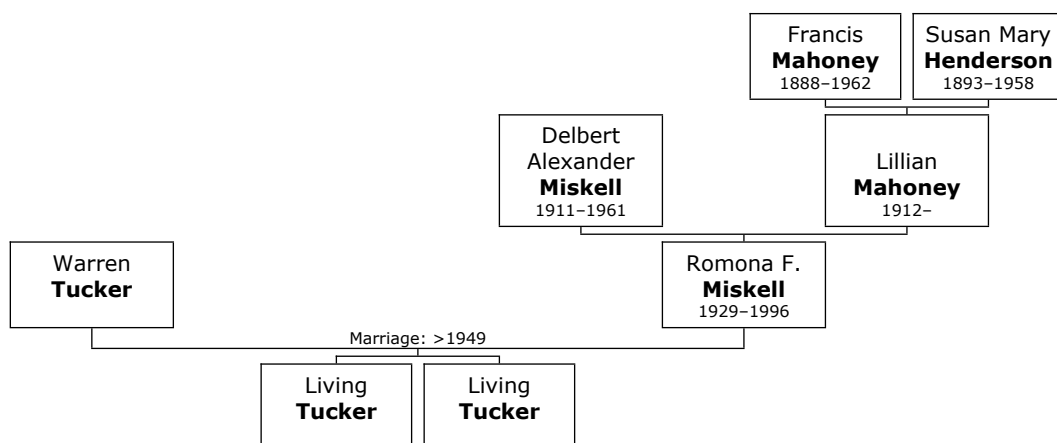 Francis
Mahoney
1888–1962
Susan Mary
Henderson
1893–1958
Delbert
Alexander
Miskell
1911–1961
Lillian
Mahoney
1912–
Warren
Tucker
Romona F.
Miskell
1929–1996
Marriage: >1949
Living
Tucker
Living
Tucker